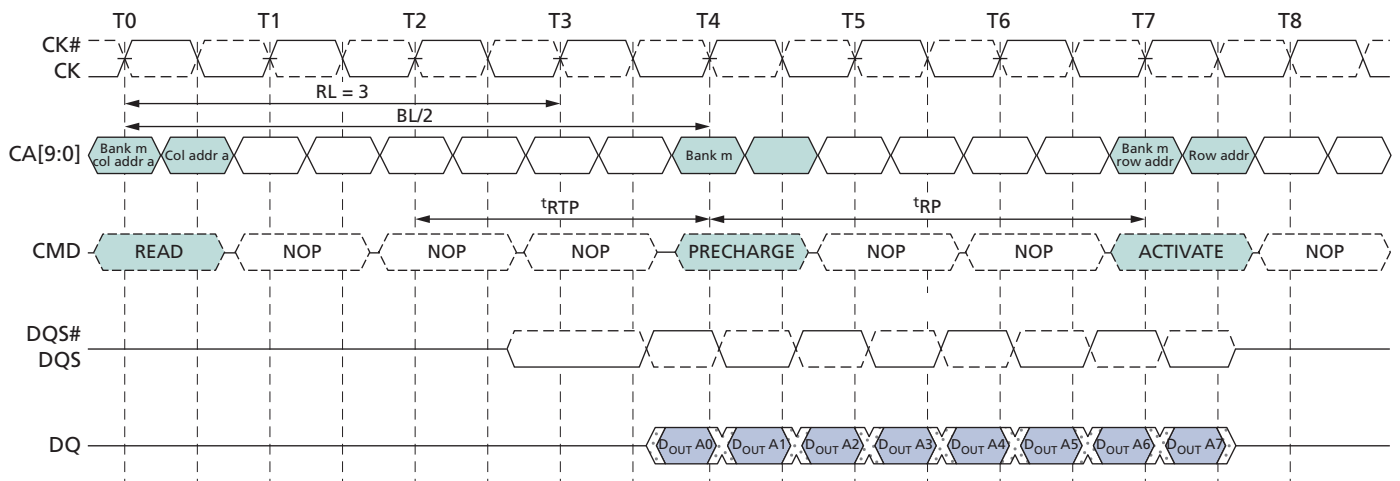 T0 T1 T2 T3 T4 T5 T6 T7 T8
CK#
CK
RL = 3
BL/2
CA[9:0]
Bank m
col addr a
Col addr a
Bank m
Bank m
row addr
Row addr
tRTP
tRP
CMD
READ NOP NOP NOP PRECHARGE NOP NOP ACTIVATE NOP
DQS#
DQS
DQ
DOUT A0 DOUT A1 DOUT A2 DOUT A3 DOUT A4 DOUT A5 DOUT A6 DOUT A7